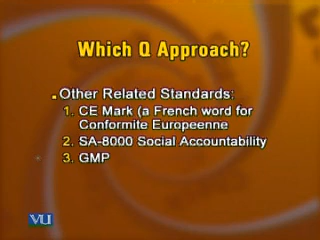 Which Q Approach?
Other Related Standards:
1. CE Mark (a French word for
Conformite Europeenne
2. SA-8000 Social Accountability
3. GMP
VU